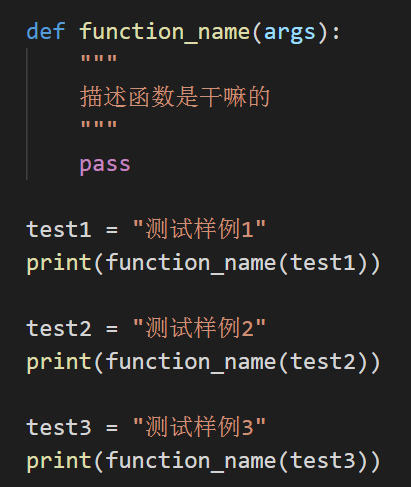 def function_name(args):
    """
    描述函数是干嘛的
    """
    pass
test1 = "测试样例1"
print(function_name(test1))
test2 = "测试样例2"
print(function_name(test2))
test3 = "测试样例3"
print(function_name(test3))